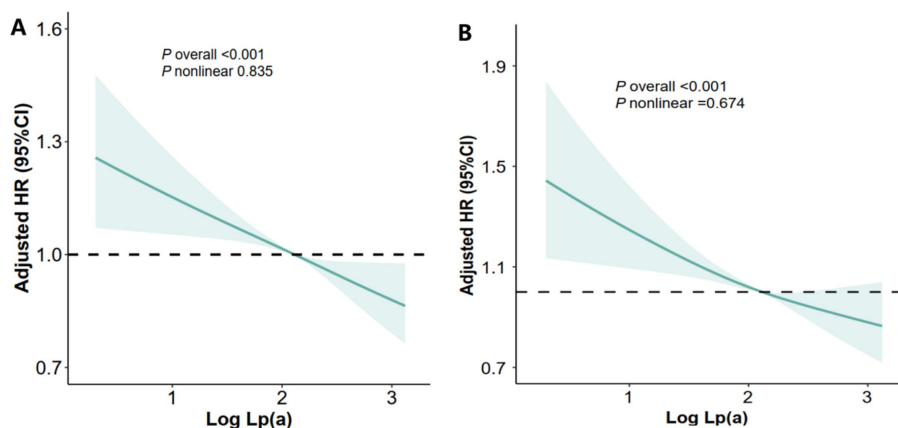 A
P overall <0.001
P nonlinear 0.835
Adjusted HR (95%CI)
1.6
1.3
1.0
0.7
1
2
3
Log Lp(a)
B
P overall <0.001
P nonlinear =0.674
Adjusted HR (95%CI)
1.9
1.5
1.1
0.7
1
2
3
Log Lp(a)